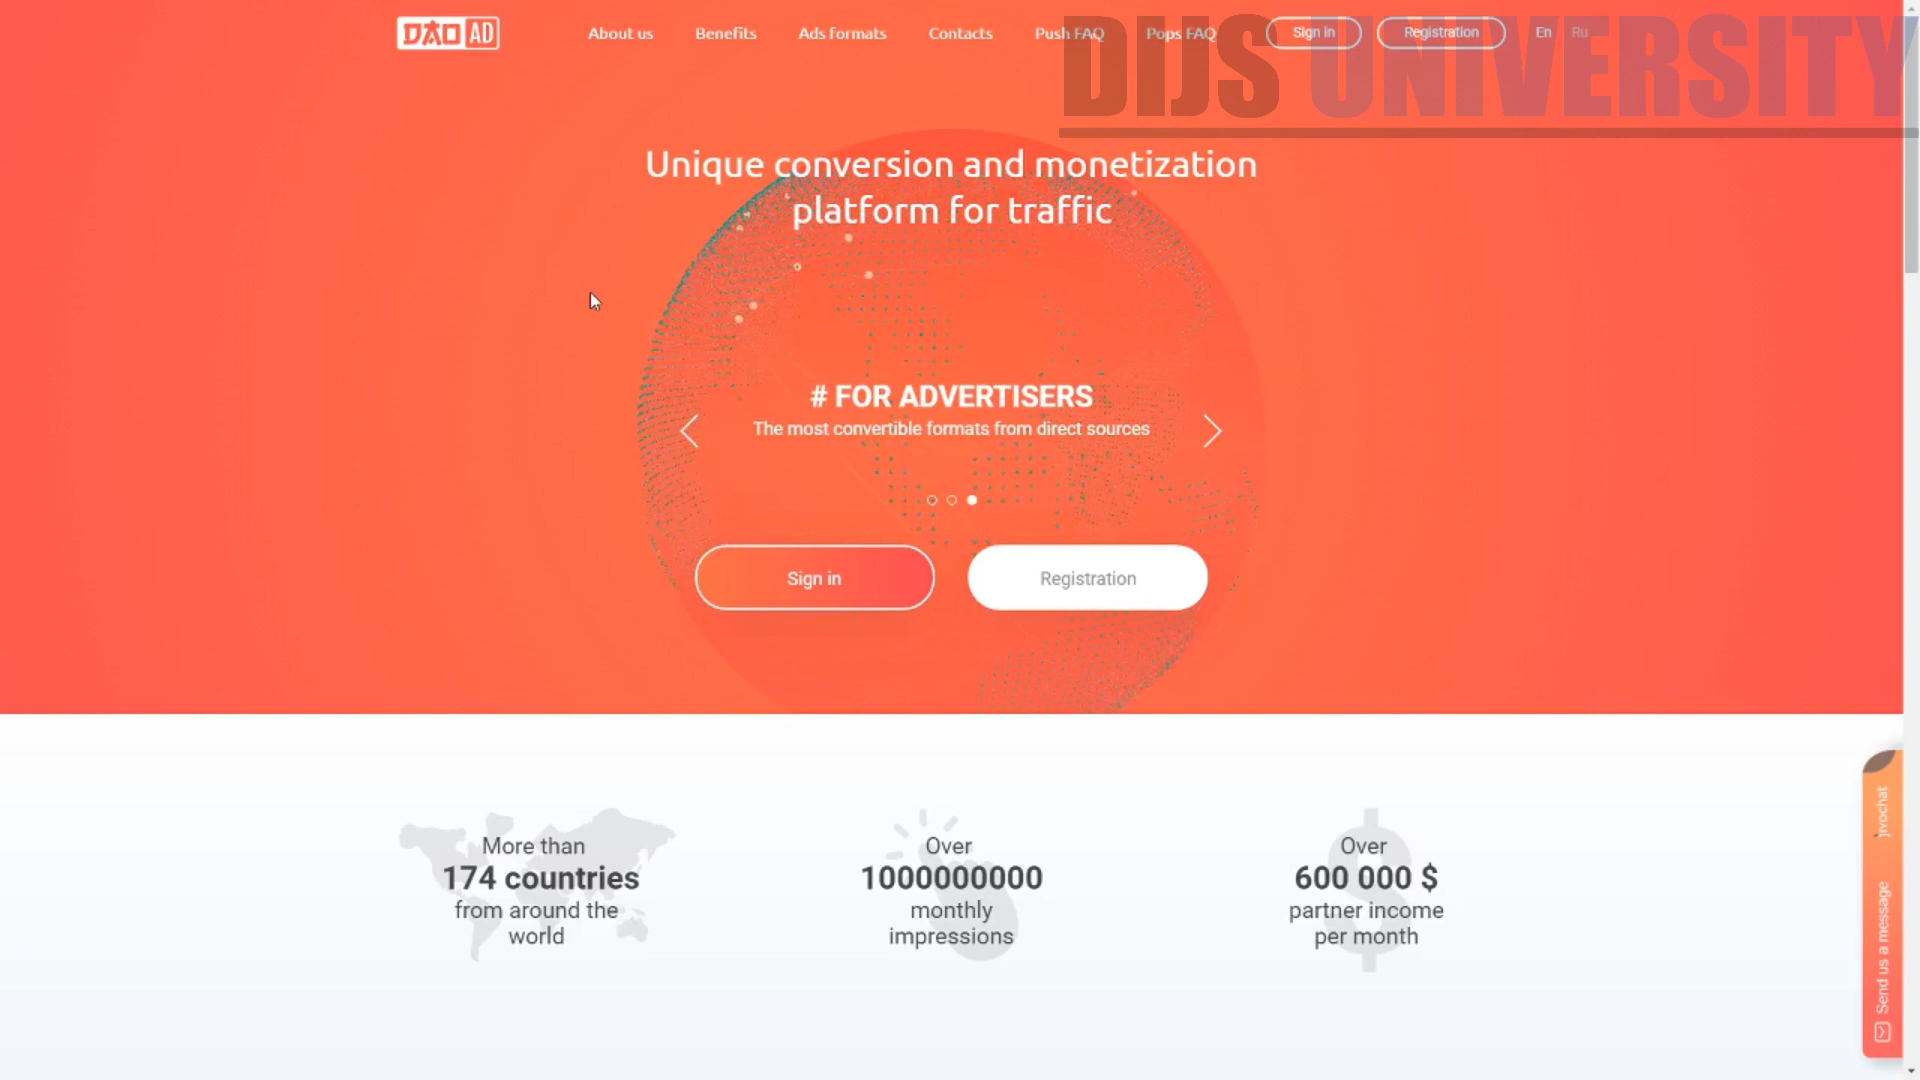 DAO AD
About us
Benefits
Ads formats
Contacts
Push FAQ
Pops FAQ
Sign in
Registration
En
Ru
DIJS UNIVERSITY
Unique conversion and monetization
platform for traffic
# FOR ADVERTISERS
The most convertible formats from direct sources
Sign in
Registration
More than
174 countries
from around the
world
Over
1000000000
monthly
impressions
Over
600 000 $
partner income
per month
Send us a message
jivochat